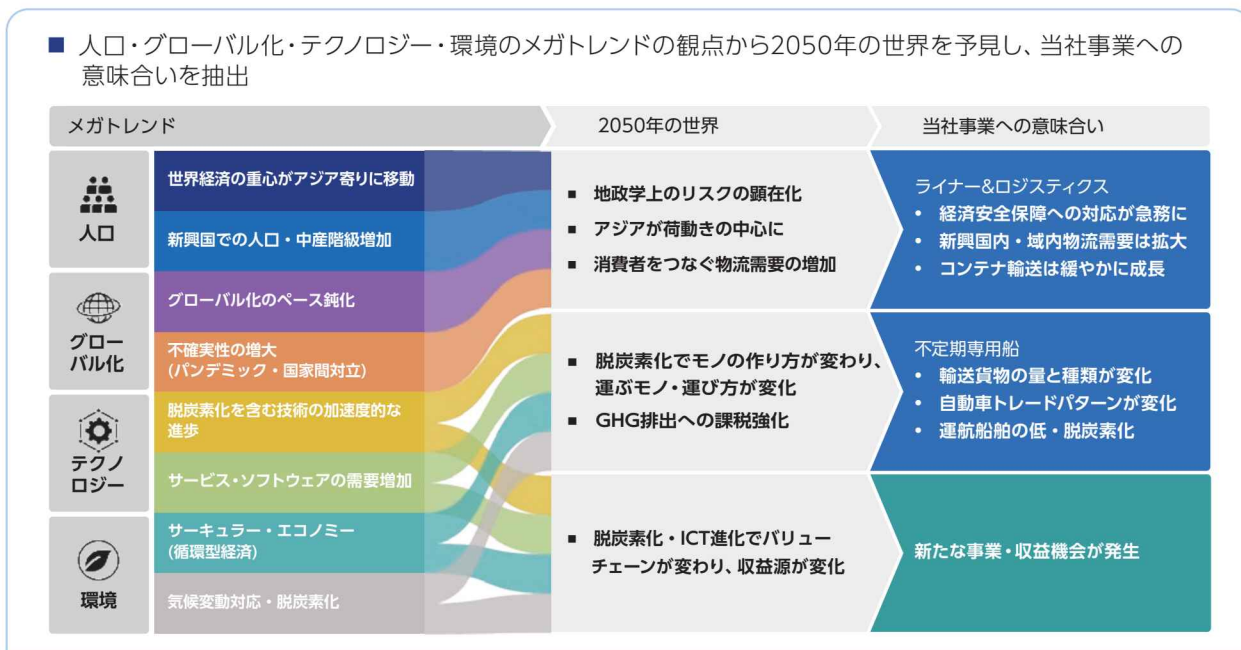 ■ 人口・グローバル化・テクノロジー・環境のメガトレンドの観点から2050年の世界を予見し、当社事業への
意味合いを抽出
メガトレンド
2050年の世界
当社事業への意味合い
人口
世界経済の重心がアジア寄りに移動
新興国での人口・中産階級増加
グロー
バル化
グローバル化のペース鈍化
不確実性の増大
(パンデミック・国家間対立)
テクノ
ロジー
脱炭素化を含む技術の加速度的な
進歩
サービス・ソフトウェアの需要増加
環境
サーキュラー・エコノミー
(循環型経済)
気候変動対応・脱炭素化
■ 地政学上のリスクの顕在化
■ アジアが荷動きの中心に
■ 消費者をつなぐ物流需要の増加
ライナー&ロジスティクス
• 経済安全保障への対応が急務に
• 新興国内・域内物流需要は拡大
• コンテナ輸送は緩やかに成長
■ 脱炭素化でモノの作り方が変わり、
運ぶモノ・運び方が変化
■ GHG排出への課税強化
不定期専用船
• 輸送貨物の量と種類が変化
• 自動車トレードパターンが変化
• 運航船舶の低・脱炭素化
■ 脱炭素化・ICT進化でバリュー
チェーンが変わり、収益源が変化
新たな事業・収益機会が発生